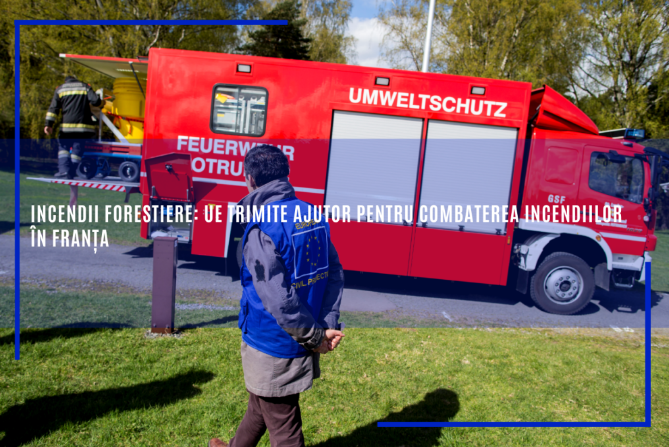 UMWELTSCHUTZ
FEUERWEHR
OTRU
GSF
INCENDII FORESTIERE: UE TRIMITE AJUTOR PENTRU COMBATEREA INCENDIILOR
ÎN FRANȚA